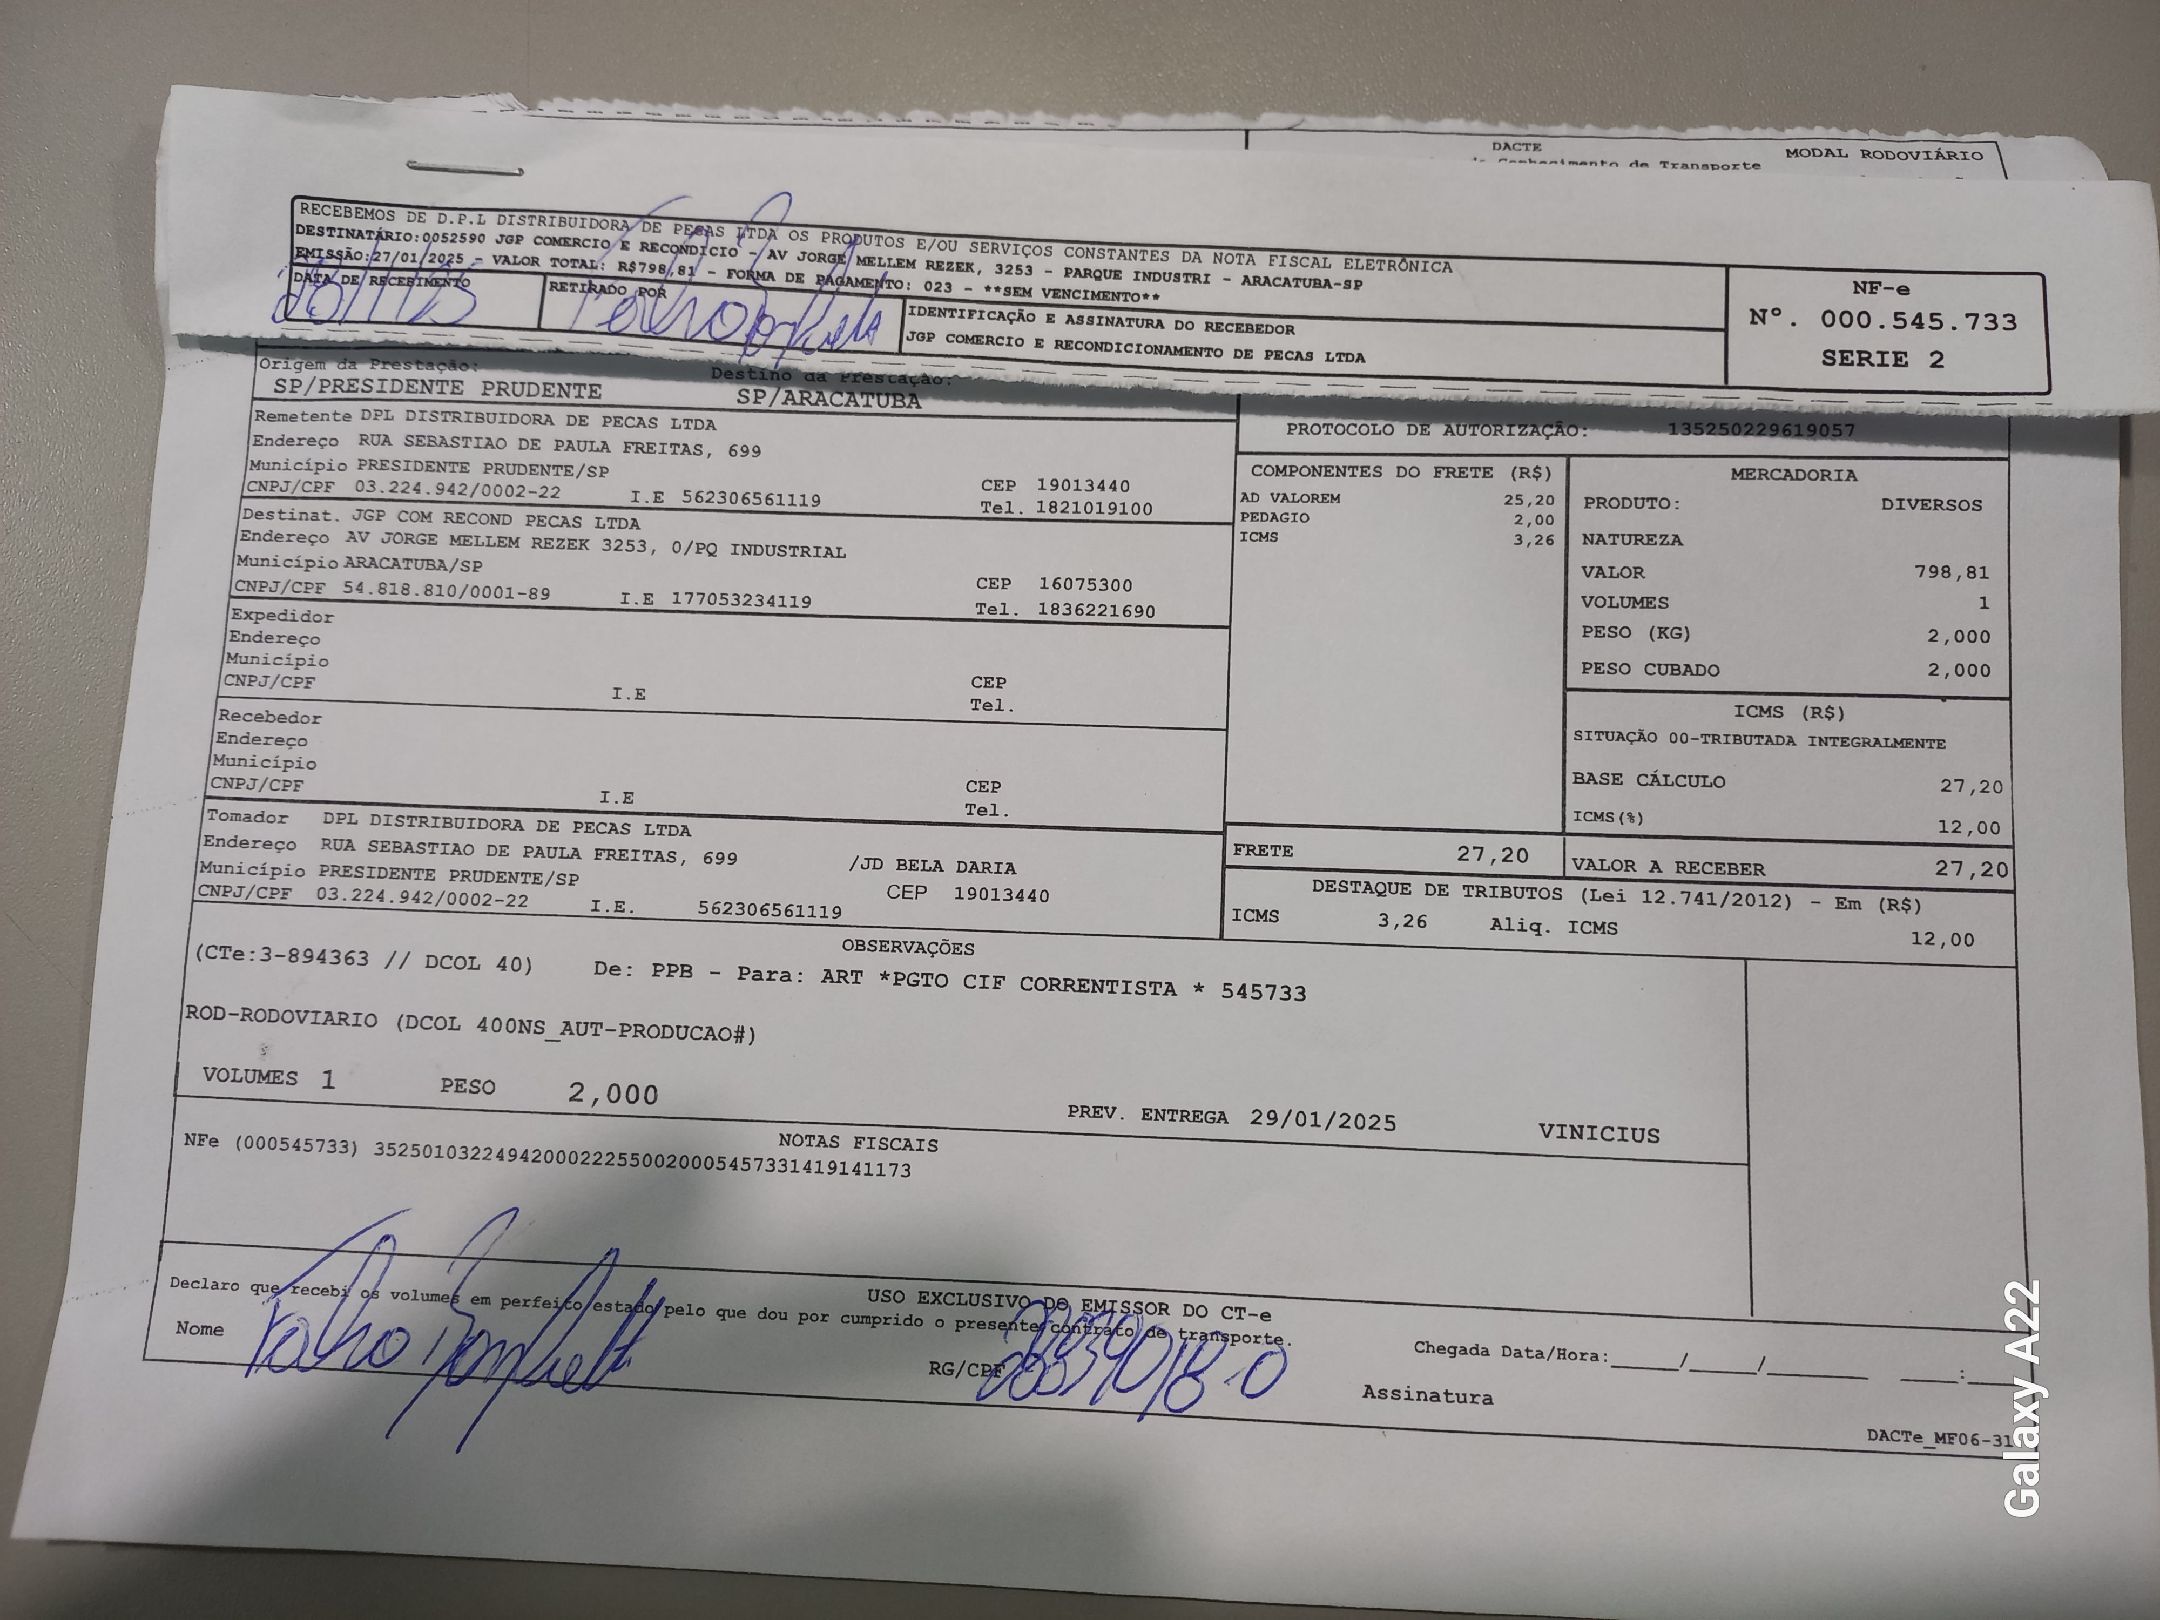 DACTE
MODAL RODOVIÁRIO
Conhecimento de Transporte
RECEBEMOS DE D.P.L DISTRIBUIDORA DE PEÇAS LTDA OS PRODUTOS E/OU SERVIÇOS CONSTANTES DA NOTA FISCAL ELETRÔNICA
DESTINATÁRIO:0052590 JGP COMERCIO E RECONDICIO - AV JORGE MELLEM REZEK, 3253 - PARQUE INDUSTRI - ARACATUBA-SP
EMISSÃO:27/01/2025 - VALOR TOTAL: R$798,81 - FORMA DE PAGAMENTO: 023 - **SEM VENCIMENTO**
DATA DE RECEBIMENTO
RETIRADO POR
IDENTIFICAÇÃO E ASSINATURA DO RECEBEDOR
JGP COMERCIO E RECONDICIONAMENTO DE PECAS LTDA
NF-e
Nº. 000.545.733
SERIE 2
Origem da Prestação:
Destino da Prestação:
SP/PRESIDENTE PRUDENTE
SP/ARACATUBA
Remetente DPL DISTRIBUIDORA DE PECAS LTDA
Endereço RUA SEBASTIAO DE PAULA FREITAS, 699
Município PRESIDENTE PRUDENTE/SP
CEP 19013440
CNPJ/CPF 03.224.942/0002-22 I.E 562306561119
Tel. 1821019100
Destinat. JGP COM RECOND PECAS LTDA
Endereço AV JORGE MELLEM REZEK 3253, 0/PQ INDUSTRIAL
Município ARACATUBA/SP
CEP 16075300
CNPJ/CPF 54.818.810/0001-89 I.E 177053234119
Tel. 1836221690
Expedidor
Endereço
Município
CEP
CNPJ/CPF I.E
Tel.
Recebedor
Endereço
Município
CEP
CNPJ/CPF I.E
Tel.
Tomador DPL DISTRIBUIDORA DE PECAS LTDA
Endereço RUA SEBASTIAO DE PAULA FREITAS, 699 /JD BELA DARIA
Município PRESIDENTE PRUDENTE/SP
CEP 19013440
CNPJ/CPF 03.224.942/0002-22 I.E. 562306561119
PROTOCOLO DE AUTORIZAÇÃO: 135250229619057
COMPONENTES DO FRETE (R$)
AD VALOREM 25,20
PEDAGIO 2,00
ICMS 3,26
MERCADORIA
PRODUTO: DIVERSOS
NATUREZA
VALOR 798,81
VOLUMES 1
PESO (KG) 2,000
PESO CUBADO 2,000
ICMS (R$)
SITUAÇÃO 00-TRIBUTADA INTEGRALMENTE
BASE CÁLCULO 27,20
ICMS(%) 12,00
FRETE 27,20
VALOR A RECEBER 27,20
DESTAQUE DE TRIBUTOS (Lei 12.741/2012) - Em (R$)
ICMS 3,26 Aliq. ICMS 12,00
OBSERVAÇÕES
(CTe:3-894363 // DCOL 40) De: PPB - Para: ART *PGTO CIF CORRENTISTA * 545733
ROD-RODOVIARIO (DCOL 400NS_AUT-PRODUCAO#)
VOLUMES 1 PESO 2,000
PREV. ENTREGA 29/01/2025 VINICIUS
NOTAS FISCAIS
NFe (000545733) 35250103224942000222550020005457331419141173
USO EXCLUSIVO DO EMISSOR DO CT-e
Declaro que recebi os volumes em perfeito estado pelo que dou por cumprido o presente contrato de transporte.
Nome
RG/CPF
Chegada Data/Hora:_____/_____/_______ ____:____
Assinatura
DACTe_MF06-31
Galaxy A22